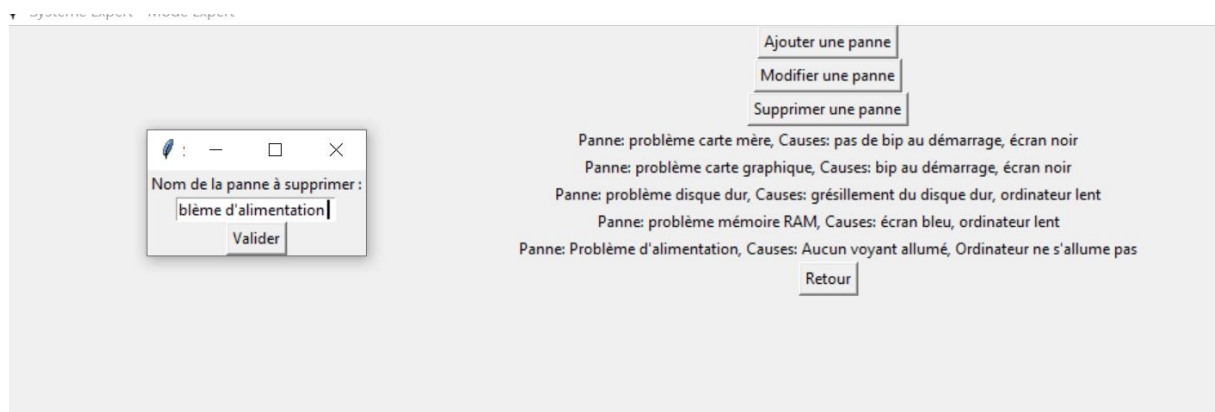 Système Expert - Mode Expert
Ajouter une panne
Modifier une panne
Supprimer une panne
:
Nom de la panne à supprimer :
blème d'alimentation
Valider
Panne: problème carte mère, Causes: pas de bip au démarrage, écran noir
Panne: problème carte graphique, Causes: bip au démarrage, écran noir
Panne: problème disque dur, Causes: grésillement du disque dur, ordinateur lent
Panne: problème mémoire RAM, Causes: écran bleu, ordinateur lent
Panne: Problème d'alimentation, Causes: Aucun voyant allumé, Ordinateur ne s'allume pas
Retour